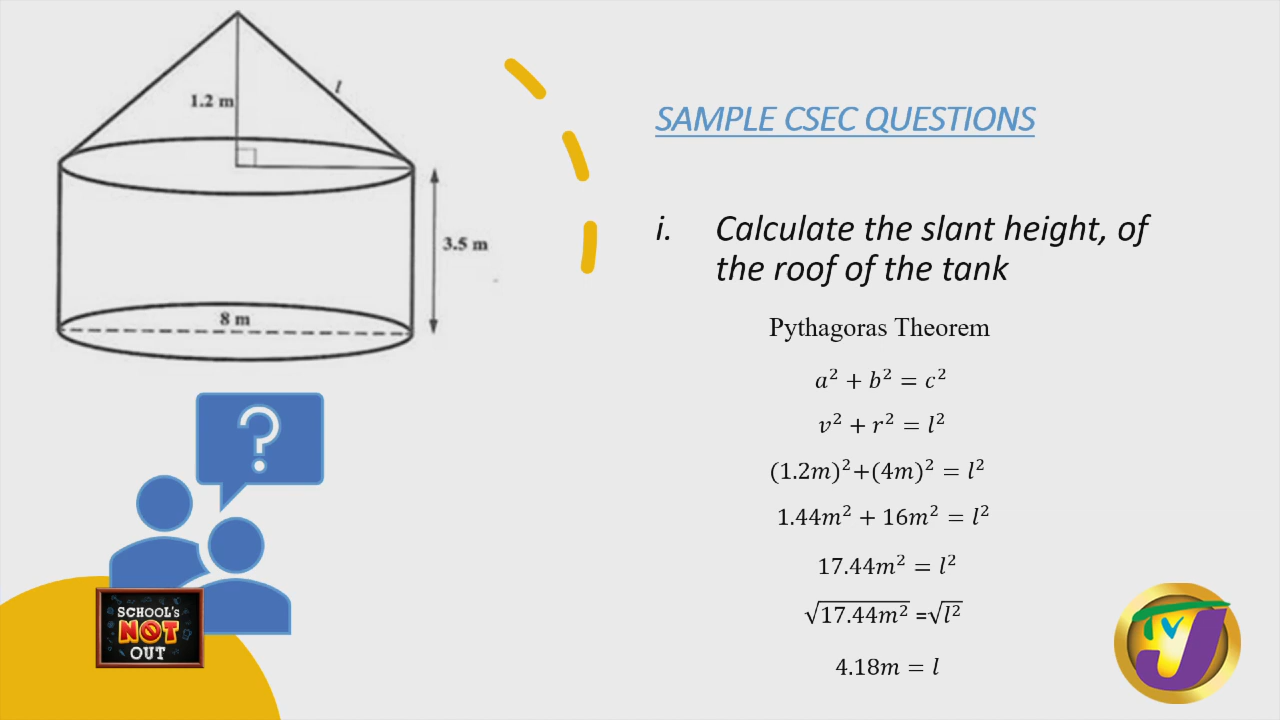 1.2 m
l
3.5 m
8 m
SAMPLE CSEC QUESTIONS
i. Calculate the slant height, of
the roof of the tank
Pythagoras Theorem
a² + b² = c²
v² + r² = l²
(1.2m)²+(4m)² = l²
1.44m² + 16m² = l²
17.44m² = l²
√17.44m² =√l²
4.18m = l
?
SCHOOL'S
NOT
OUT
TVJ